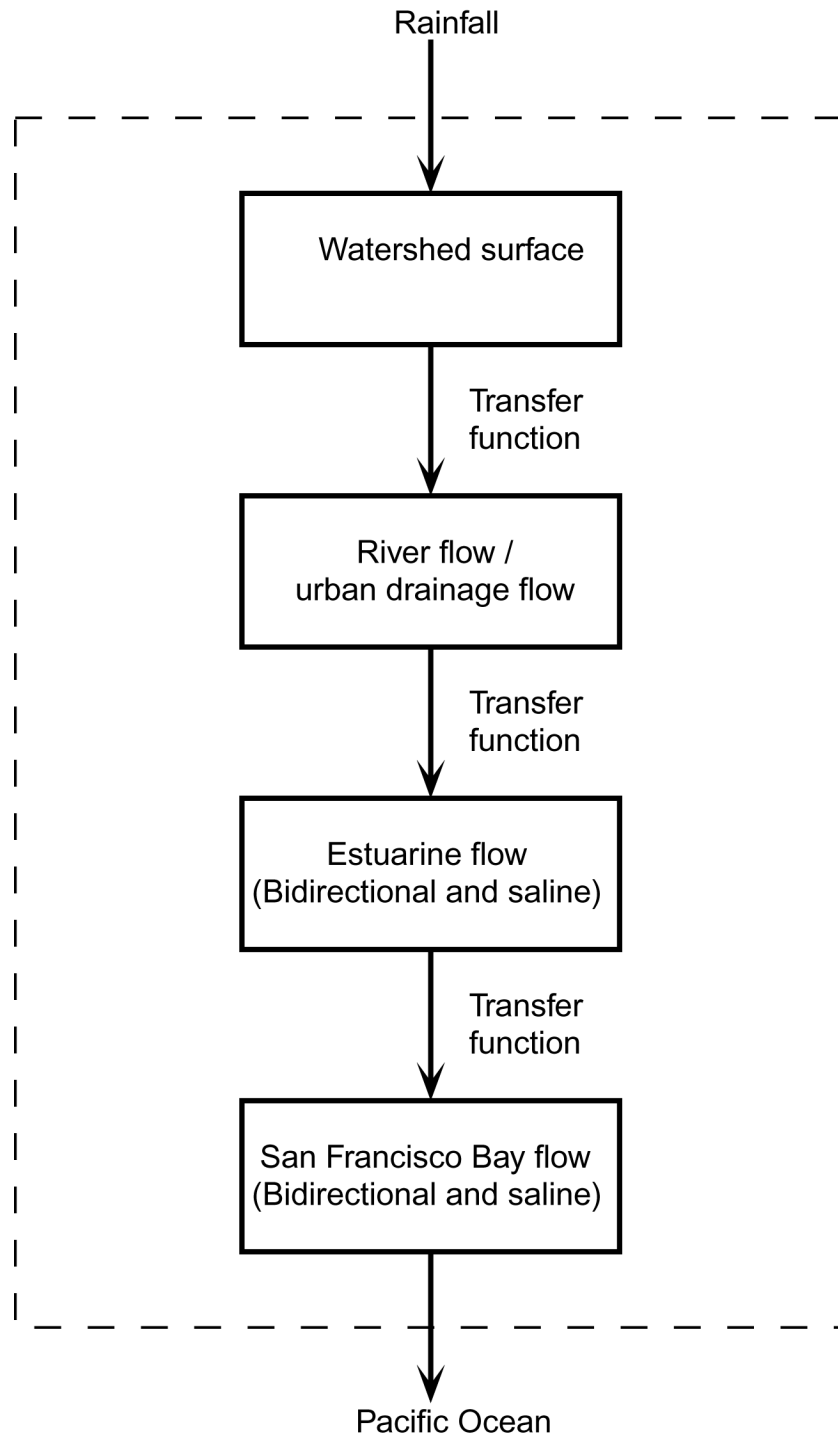 Rainfall
Watershed surface
Transfer
function
River flow /
urban drainage flow
Transfer
function
Estuarine flow
(Bidirectional and saline)
Transfer
function
San Francisco Bay flow
(Bidirectional and saline)
Pacific Ocean